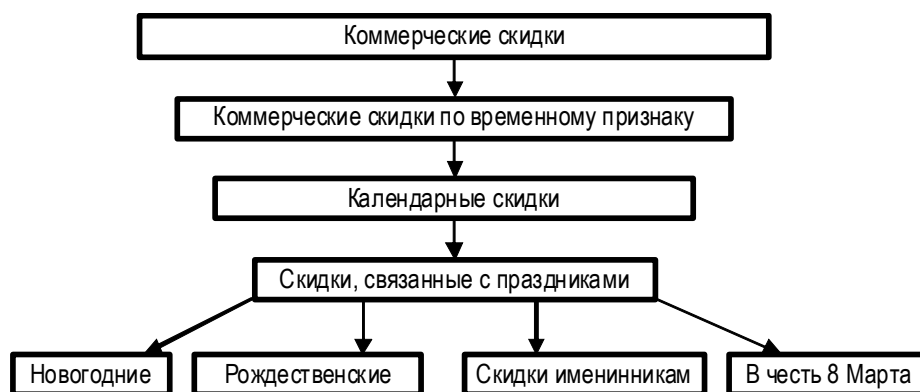 Коммерческие скидки
Коммерческие скидки по временному признаку
Календарные скидки
Скидки, связанные с праздниками
Новогодние
Рождественские
Скидки именинникам
В честь 8 Марта